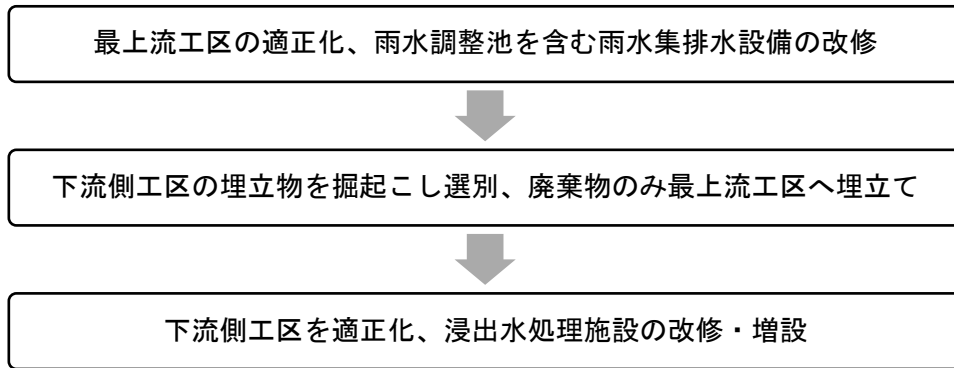 最上流工区の適正化、雨水調整池を含む雨水集排水設備の改修
下流側工区の埋立物を掘起こし選別、廃棄物のみ最上流工区へ埋立て
下流側工区を適正化、浸出水処理施設の改修・増設